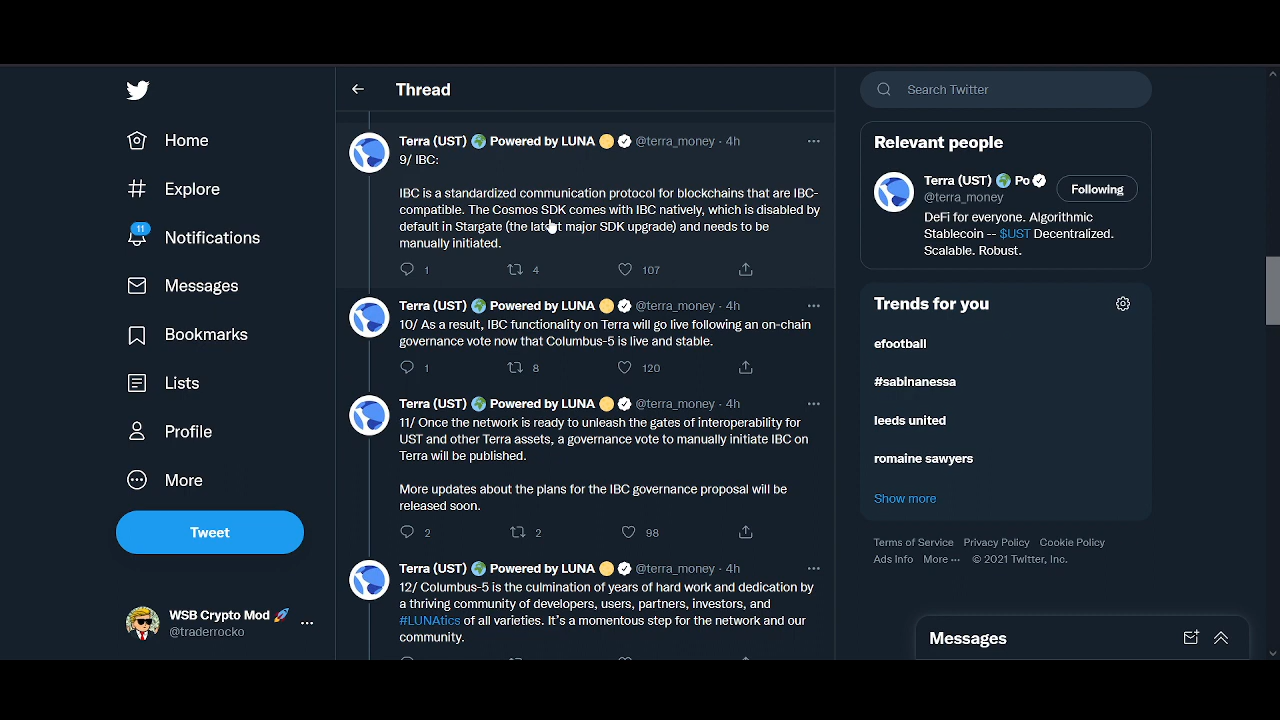 Home
Explore
11
Notifications
Messages
Bookmarks
Lists
Profile
More
Tweet
WSB Crypto Mod 🚀
@traderrocko
Thread
Terra (UST) 🌍 Powered by LUNA 🌕 @terra_money · 4h
9/ IBC:
IBC is a standardized communication protocol for blockchains that are IBC-
compatible. The Cosmos SDK comes with IBC natively, which is disabled by
default in Stargate (the latest major SDK upgrade) and needs to be
manually initiated.
1 4 107
Terra (UST) 🌍 Powered by LUNA 🌕 @terra_money · 4h
10/ As a result, IBC functionality on Terra will go live following an on-chain
governance vote now that Columbus-5 is live and stable.
1 8 120
Terra (UST) 🌍 Powered by LUNA 🌕 @terra_money · 4h
11/ Once the network is ready to unleash the gates of interoperability for
UST and other Terra assets, a governance vote to manually initiate IBC on
Terra will be published.
More updates about the plans for the IBC governance proposal will be
released soon.
2 2 98
Terra (UST) 🌍 Powered by LUNA 🌕 @terra_money · 4h
12/ Columbus-5 is the culmination of years of hard work and dedication by
a thriving community of developers, users, partners, investors, and
#LUNAtics of all varieties. It's a momentous step for the network and our
community.
Search Twitter
Relevant people
Terra (UST) 🌍 Po
@terra_money
Following
DeFi for everyone. Algorithmic
Stablecoin -- $UST Decentralized.
Scalable. Robust.
Trends for you
efootball
#sabinanessa
leeds united
romaine sawyers
Show more
Terms of Service Privacy Policy Cookie Policy
Ads Info More ··· © 2021 Twitter, Inc.
Messages